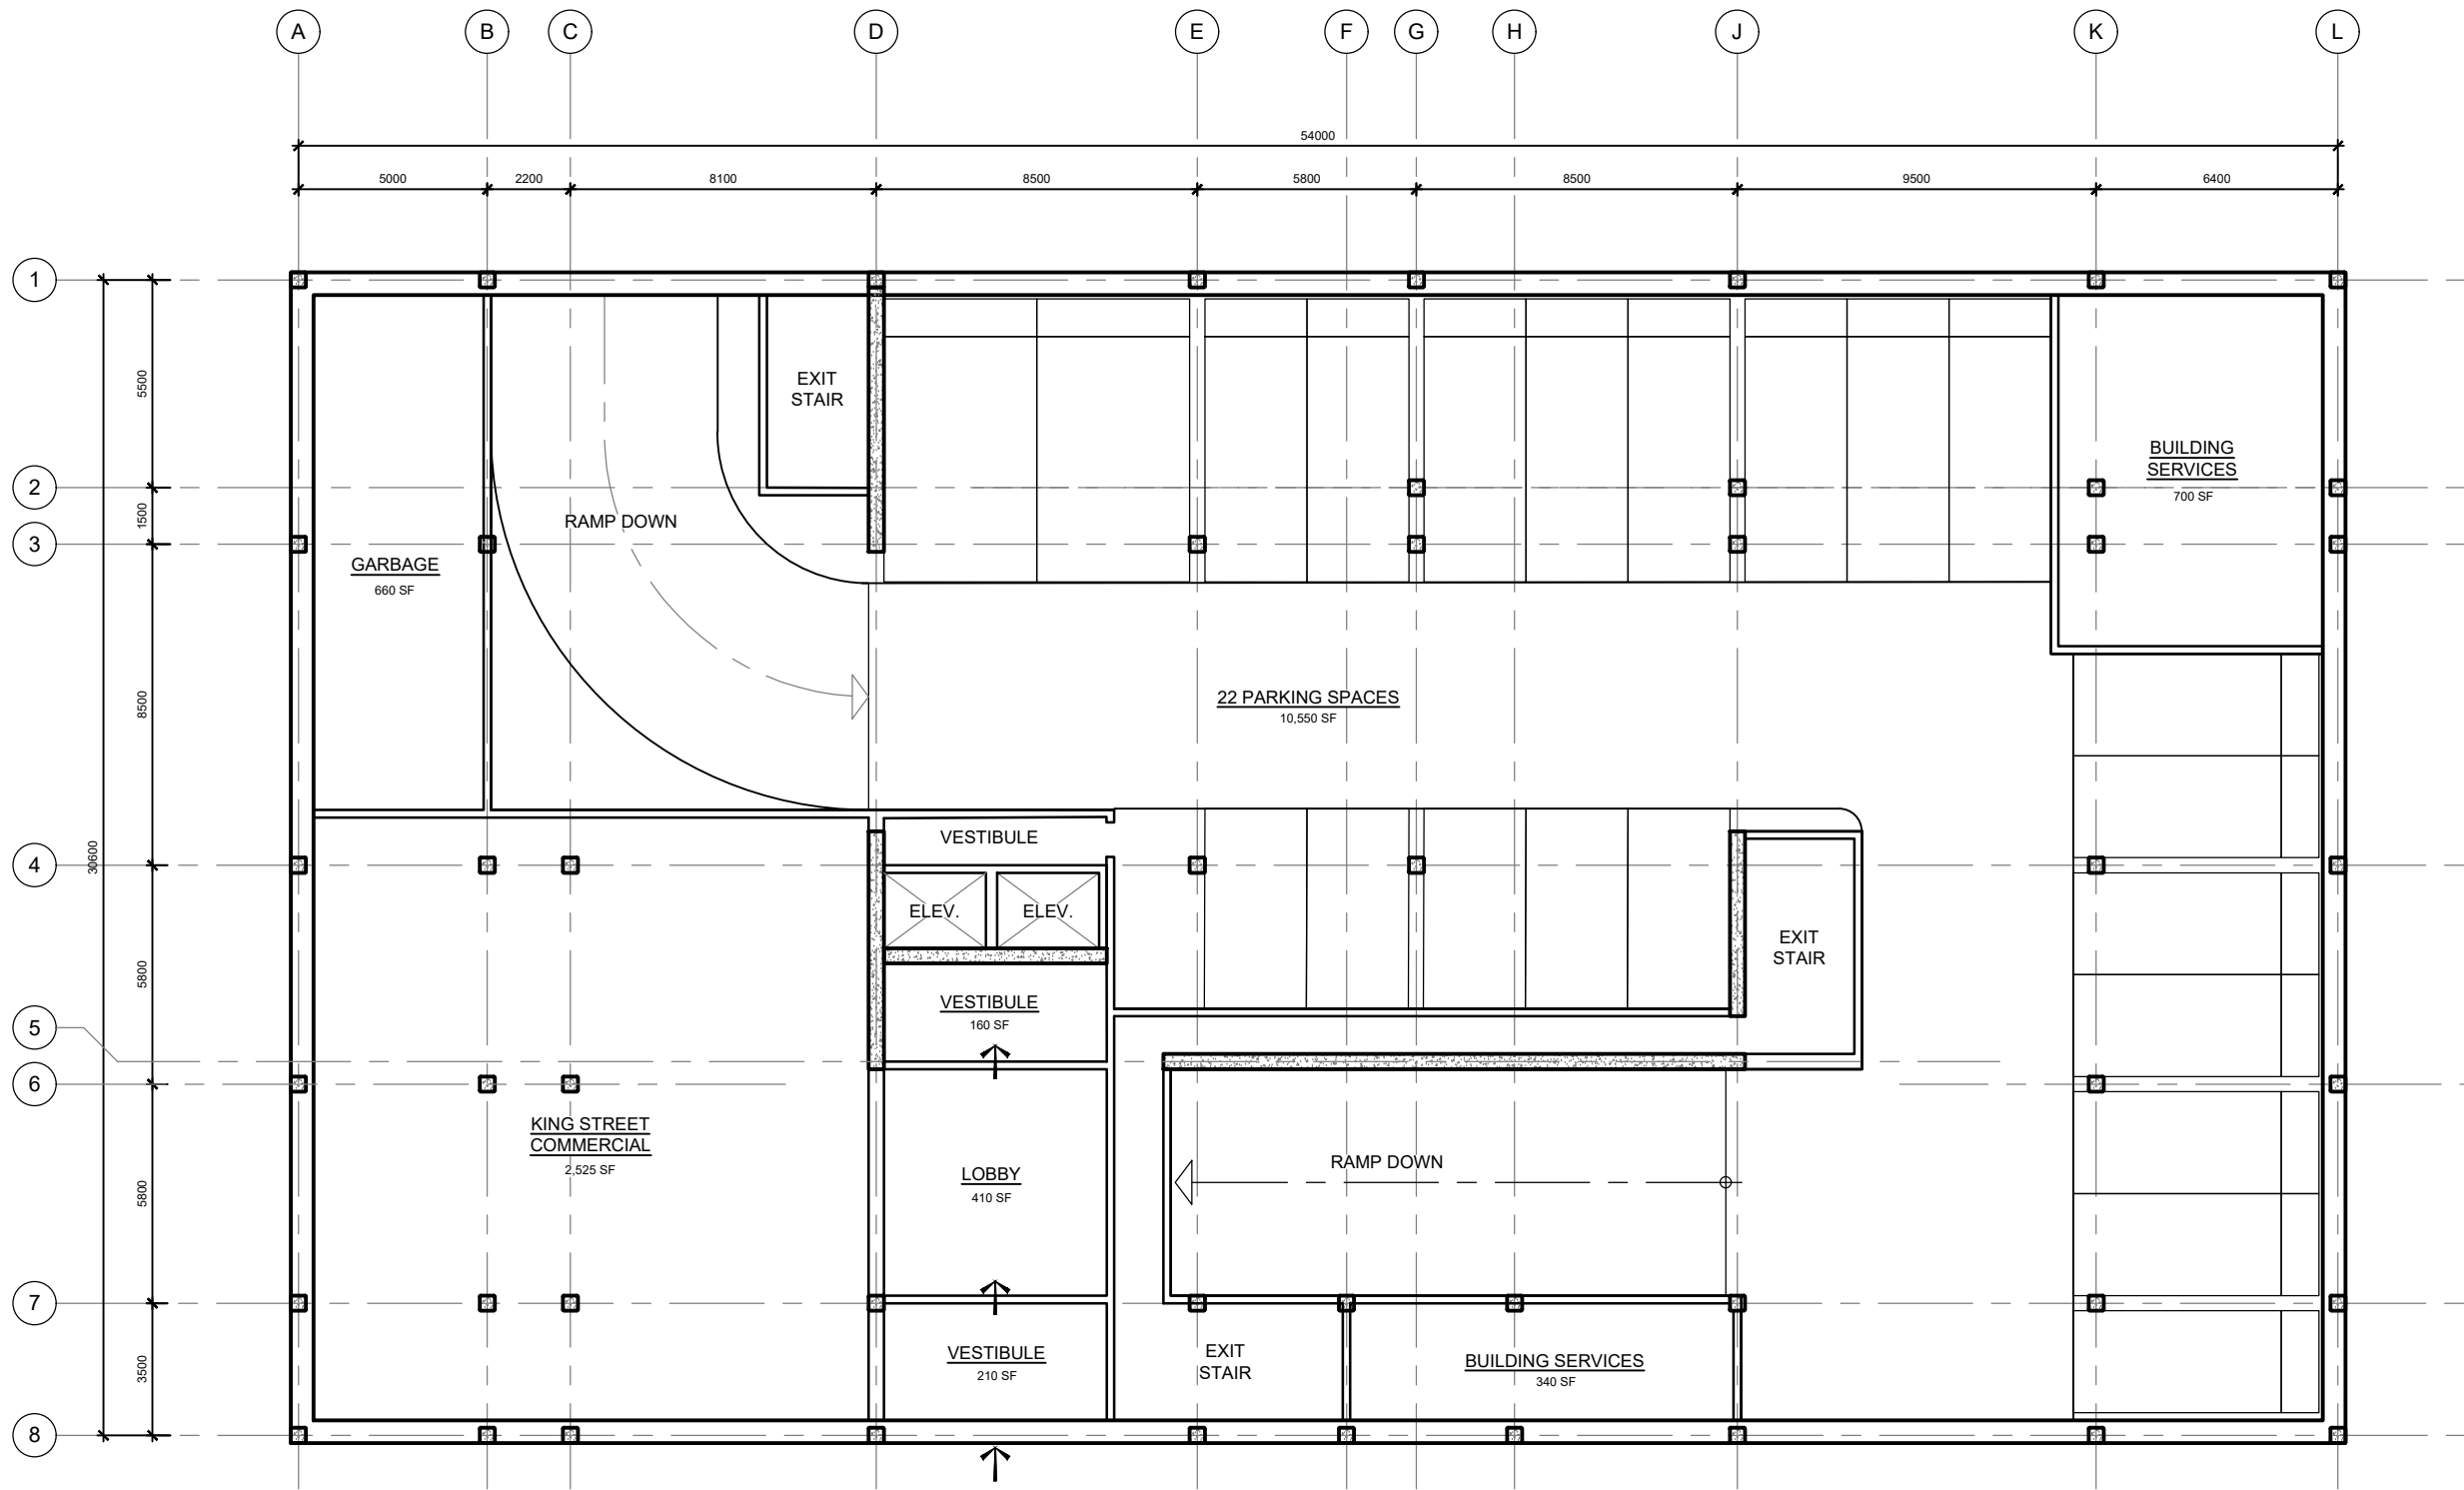 A B C D E F G H J K L
54000
5000 2200 8100 8500 5800 8500 9500 6400
1
5500
EXIT
STAIR
BUILDING
SERVICES
700 SF
2
1500
RAMP DOWN
3
GARBAGE
660 SF
8500
22 PARKING SPACES
10,550 SF
VESTIBULE
4
30600
ELEV. ELEV.
5800
EXIT
STAIR
VESTIBULE
160 SF
5
6
KING STREET
COMMERCIAL
2,525 SF
LOBBY
410 SF
RAMP DOWN
5800
7
VESTIBULE
210 SF
EXIT
STAIR
BUILDING SERVICES
340 SF
3500
8